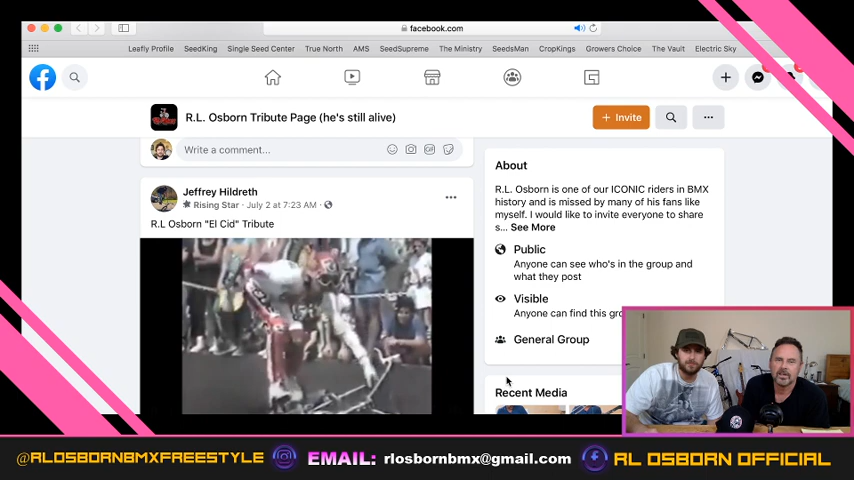 facebook.com
Leafly Profile SeedKing Single Seed Center True North AMS SeedSupreme The Ministry SeedsMan CropKings Growers Choice The Vault Electric Sky
R.L. Osborn Tribute Page (he's still alive)
+ Invite
Write a comment...
GIF
About
Jeffrey Hildreth
Rising Star · July 2 at 7:23 AM ·
R.L Osborn "El Cid" Tribute
R.L. Osborn is one of our ICONIC riders in BMX
history and is missed by many of his fans like
myself. I would like to invite everyone to share
s... See More
Public
Anyone can see who's in the group and
what they post
Visible
Anyone can find this gro
General Group
Recent Media
@RLOSBORNBMXFREESTYLE EMAIL: rlosbornbmx@gmail.com RL OSBORN OFFICIAL